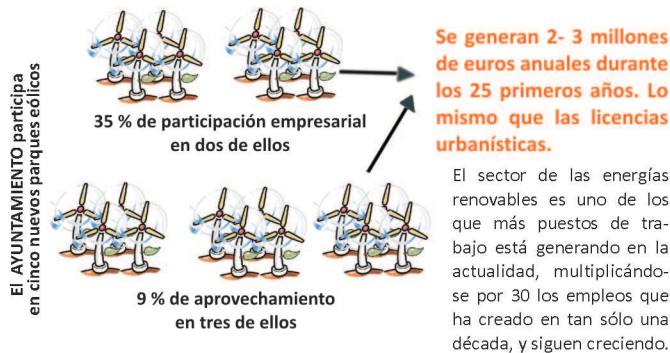 El AYUNTAMIENTO participa
en cinco nuevos parques eólicos
35 % de participación empresarial
en dos de ellos
9 % de aprovechamiento
en tres de ellos
Se generan 2- 3 millones
de euros anuales durante
los 25 primeros años. Lo
mismo que las licencias
urbanísticas.
El sector de las energías
renovables es uno de los
que más puestos de tra-
bajo está generando en la
actualidad, multiplicándo-
se por 30 los empleos que
ha creado en tan sólo una
década, y siguen creciendo.